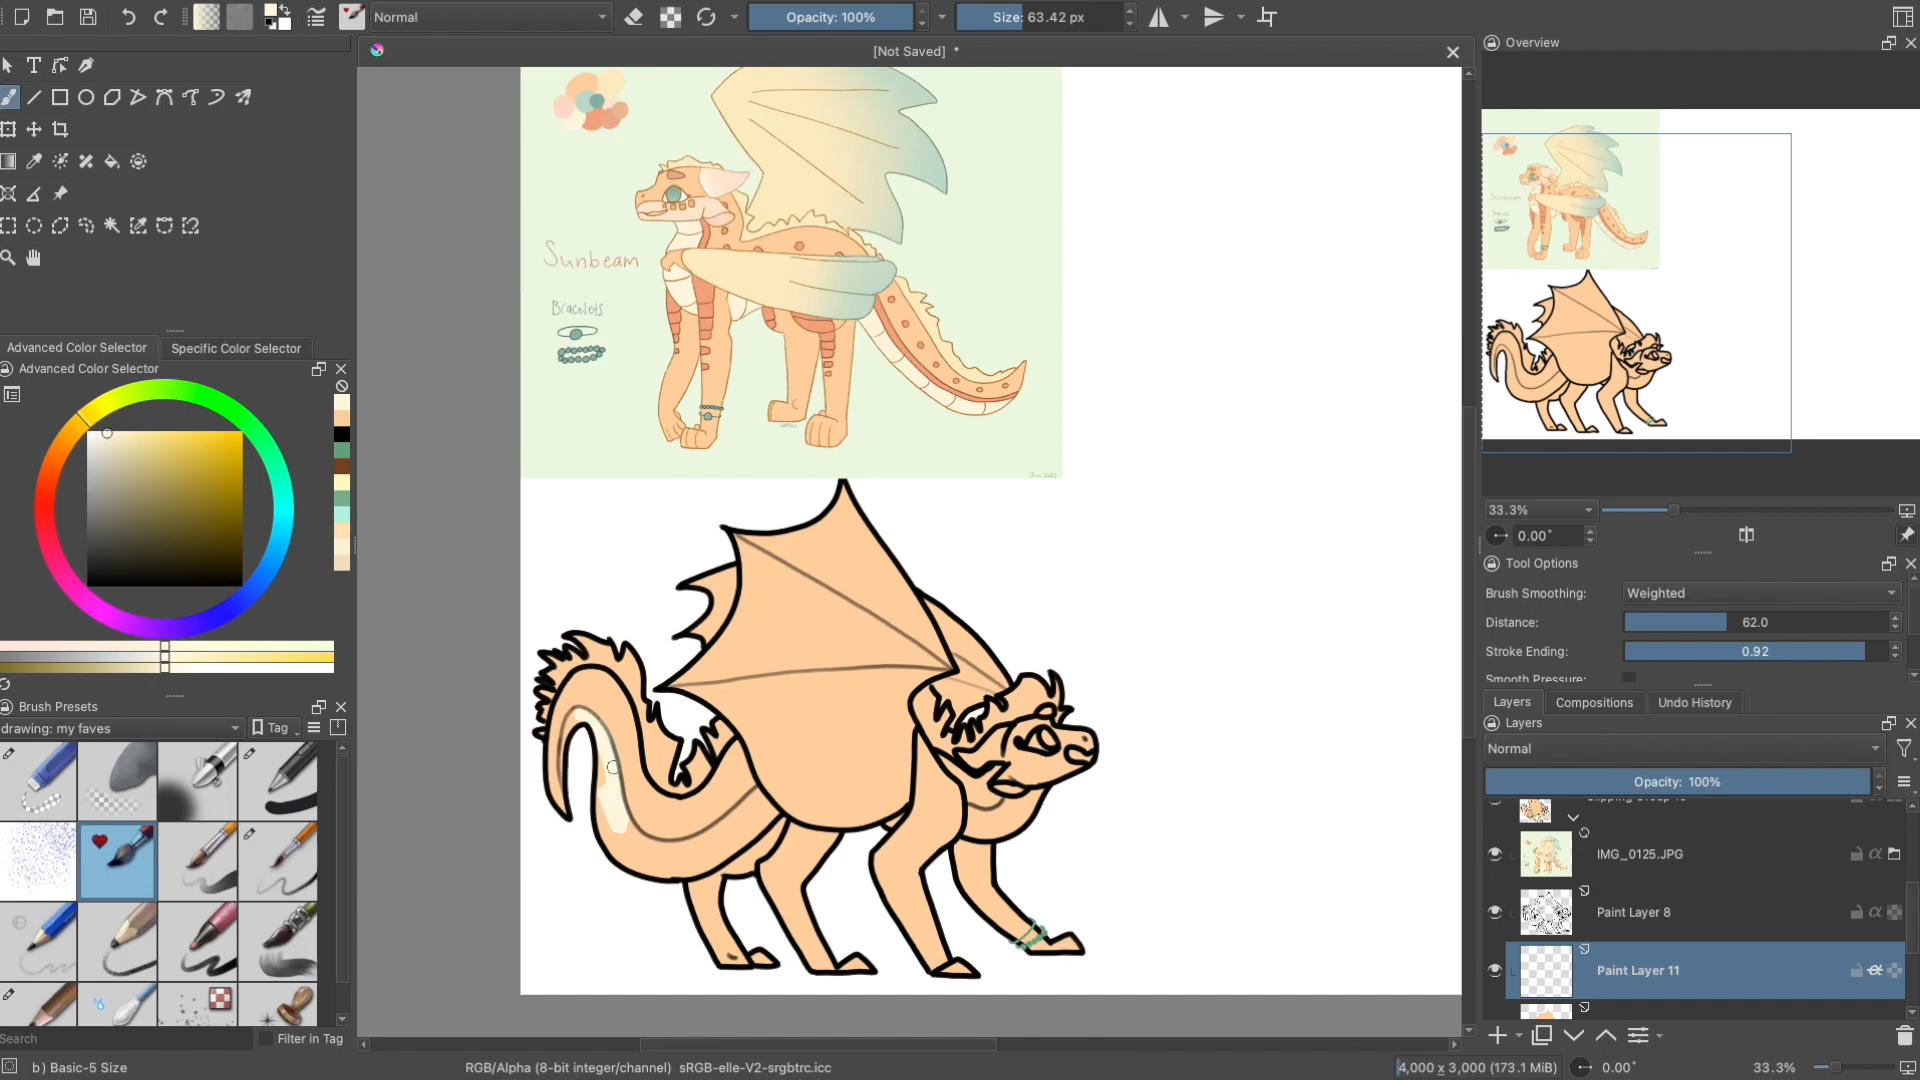 Normal
Opacity: 100%
Size: 63.42 px
[Not Saved] *
Overview
Sunbeam
Bracelets
Advanced Color Selector
Specific Color Selector
Advanced Color Selector
33.3%
0.00°
Tool Options
Brush Smoothing:
Weighted
Distance:
62.0
Stroke Ending:
0.92
Smooth Pressure:
Brush Presets
drawing: my faves
Tag
Layers
Compositions
Undo History
Layers
Normal
Opacity: 100%
IMG_0125.JPG
Paint Layer 8
Paint Layer 11
Search
Filter in Tag
b) Basic-5 Size
RGB/Alpha (8-bit integer/channel) sRGB-elle-V2-srgbtrc.icc
4,000 x 3,000 (173.1 MiB)
0.00°
33.3%